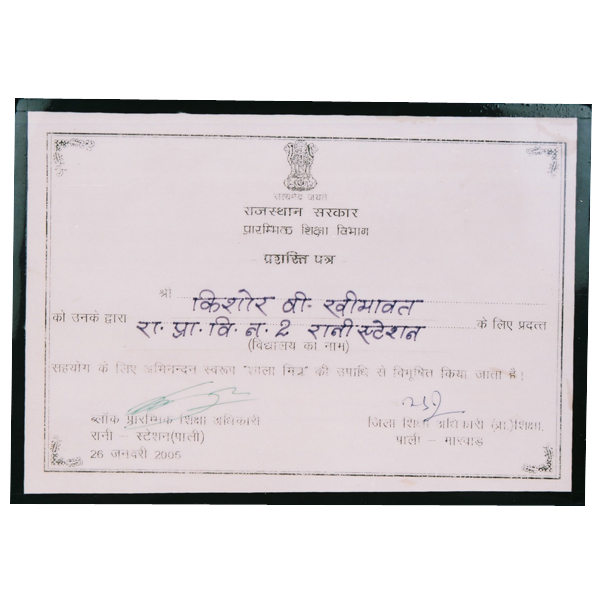 सत्यमेव जयते
राजस्थान सरकार
प्रारम्भिक शिक्षा विभाग
प्रशस्ति पत्र
श्री किशोर बी. खीमावत
को उनके द्वारा रा. प्रा. वि. न. 2 रानी स्टेशन के लिए प्रदत्त
(विद्यालय का नाम)
सहयोग के लिए अभिनन्दन स्वरूप "शाला मित्र" की उपाधि से विभूषित किया जाता है।
ब्लॉक प्रारम्भिक शिक्षा अधिकारी
रानी - स्टेशन(पाली)
26 जनवरी 2005
जिला शिक्षा अधिकारी (प्रा.)शिक्षा,
पाली - मारवाड़